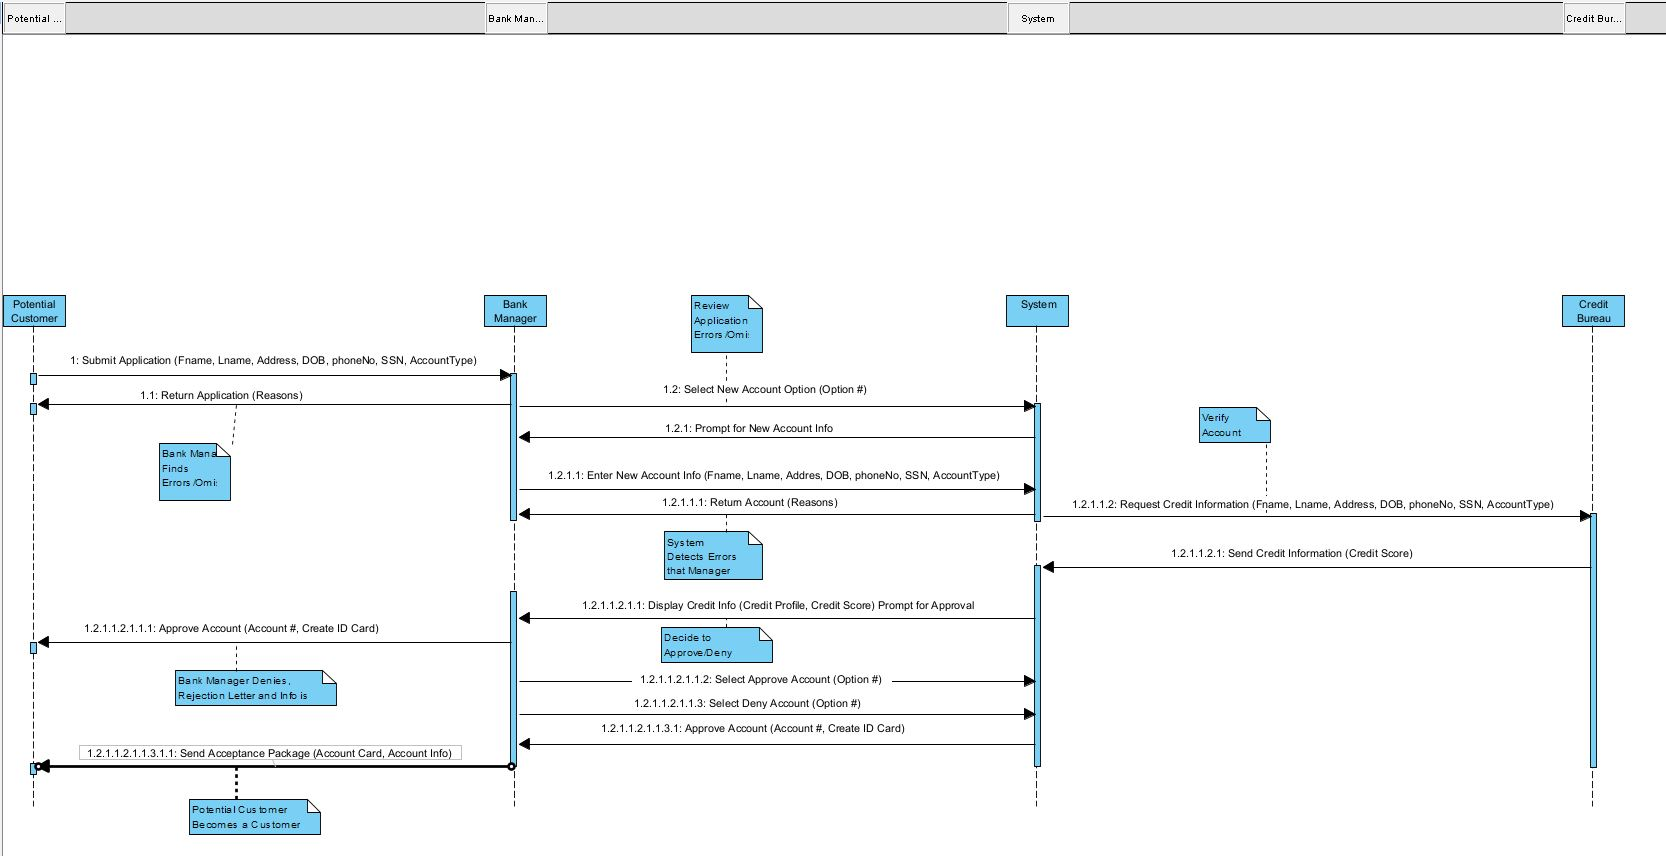 Potential ...
Bank Man...
System
Credit Bur...
Potential
Customer
Bank
Manager
Review
Application
Errors/Omi
System
Credit
Bureau
1: Submit Application (Fname, Lname, Address, DOB, phoneNo, SSN, AccountType)
1.1: Return Application (Reasons)
1.2: Select New Account Option (Option #)
Verify
Account
1.2.1: Prompt for New Account Info
Bank Mana
Finds
Errors/Omi
1.2.1.1: Enter New Account Info (Fname, Lname, Addres, DOB, phoneNo, SSN, AccountType)
1.2.1.1.1: Return Account (Reasons)
1.2.1.1.2: Request Credit Information (Fname, Lname, Address, DOB, phoneNo, SSN, AccountType)
System
Detects Errors
that Manager
1.2.1.1.2.1: Send Credit Information (Credit Score)
1.2.1.1.2.1.1: Display Credit Info (Credit Profile, Credit Score) Prompt for Approval
1.2.1.1.2.1.1.1: Approve Account (Account #, Create ID Card)
Decide to
Approve/Deny
Bank Manager Denies,
Rejection Letter and Info is
1.2.1.1.2.1.1.2: Select Approve Account (Option #)
1.2.1.1.2.1.1.3: Select Deny Account (Option #)
1.2.1.1.2.1.1.3.1: Approve Account (Account #, Create ID Card)
1.2.1.1.2.1.1.3.1.1: Send Acceptance Package (Account Card, Account Info)
Potential Customer
Becomes a Customer